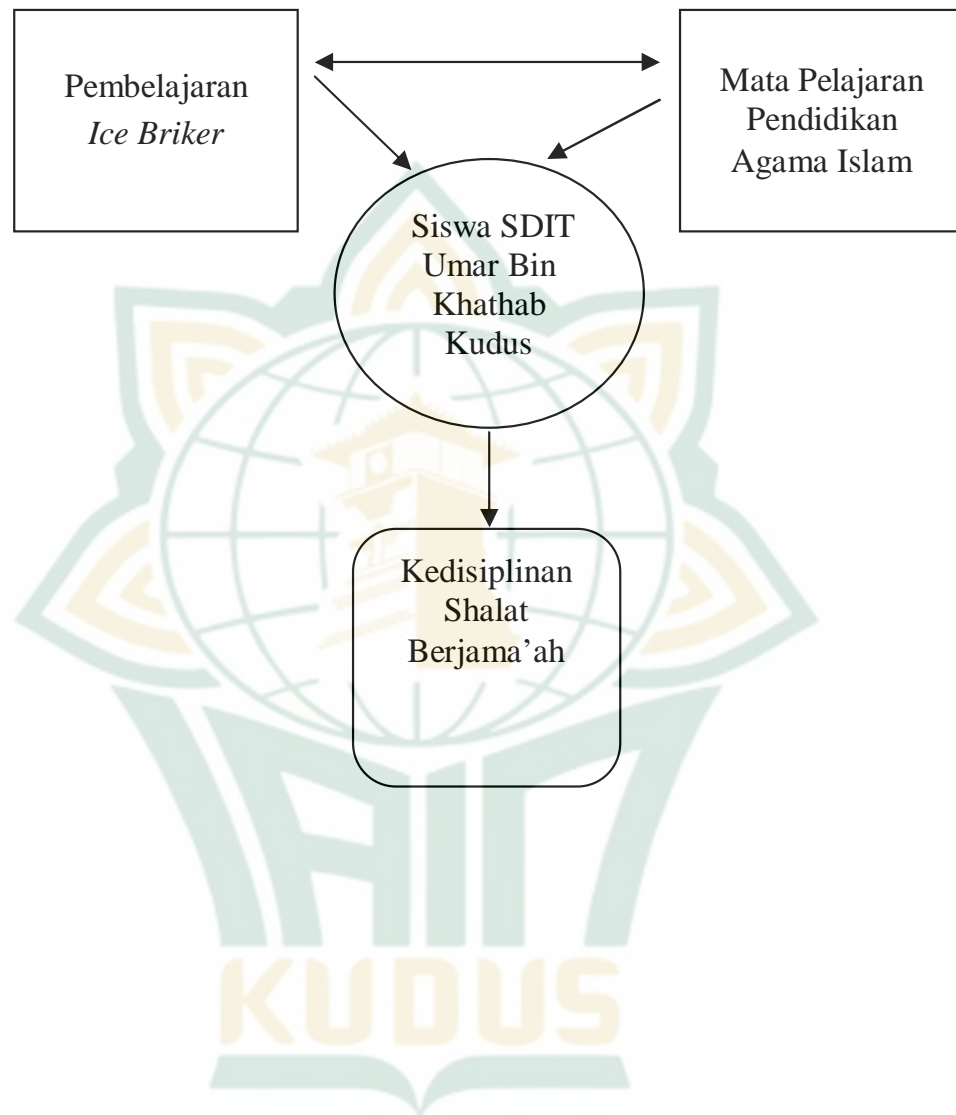 Pembelajaran
Ice Briker
Mata Pelajaran
Pendidikan
Agama Islam
Siswa SDIT
Umar Bin
Khathab
Kudus
Kedisiplinan
Shalat
Berjama’ah
IAIN
KUDUS